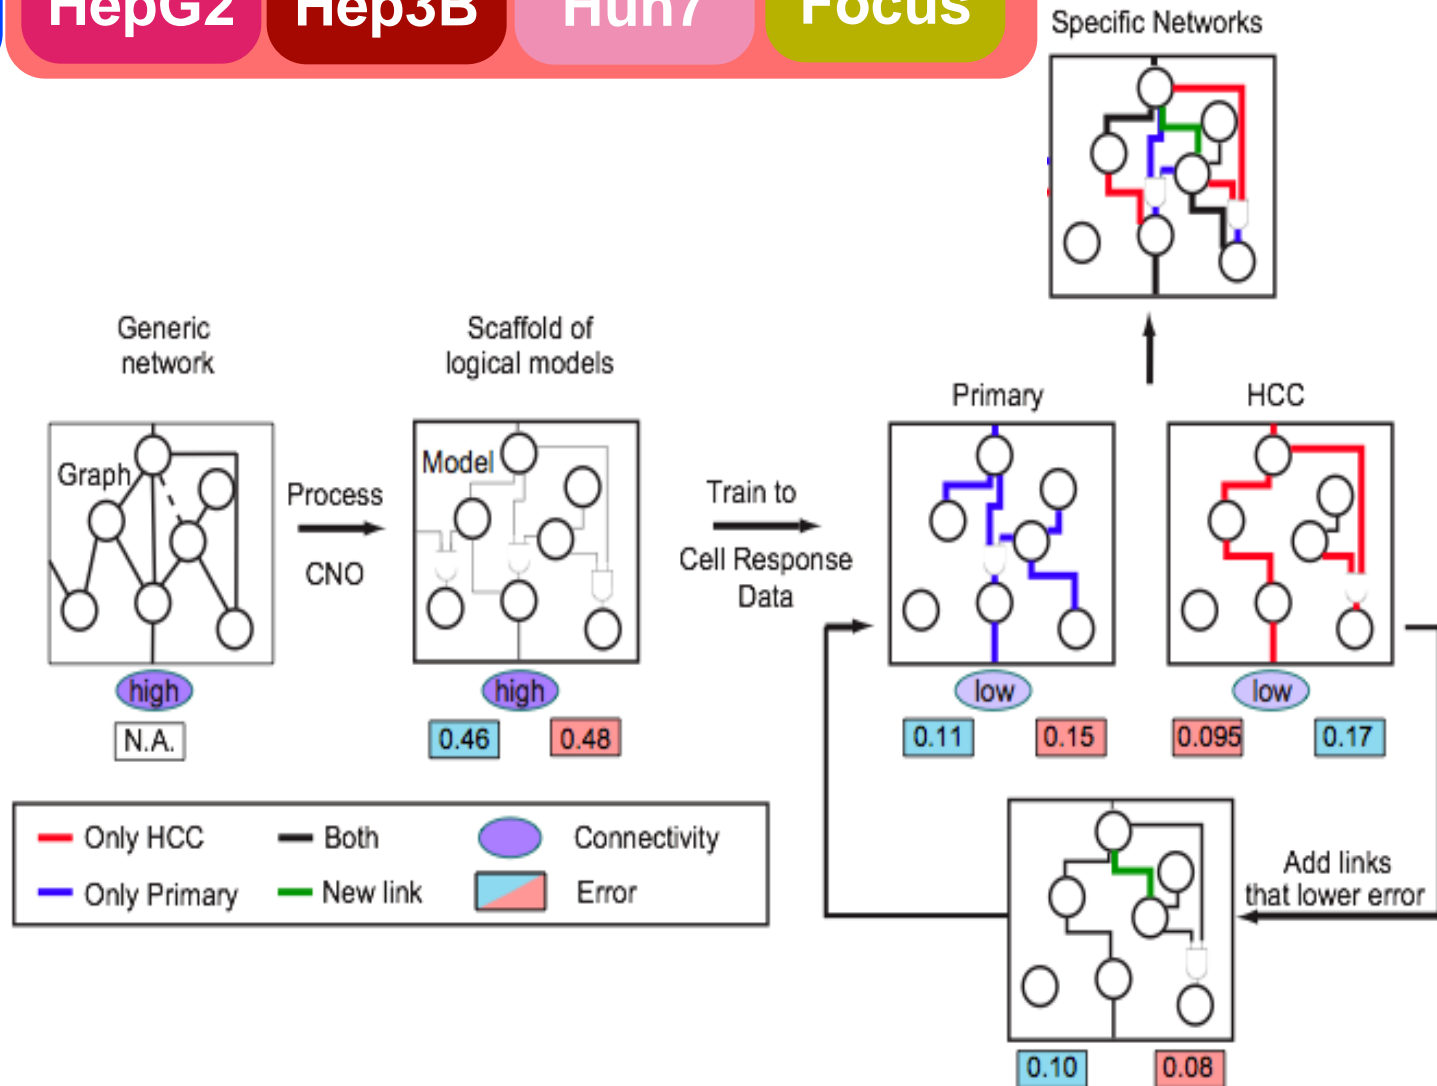 HepG2
Hep3B
Huh7
Focus
Specific Networks
Generic
network
Scaffold of
logical models
Primary
HCC
Graph
Process
CNO
Model
Train to
Cell Response
Data
high
high
low
low
N.A.
0.46
0.48
0.11
0.15
0.095
0.17
Only HCC
Both
Connectivity
Only Primary
New link
Error
Add links
that lower error
0.10
0.08